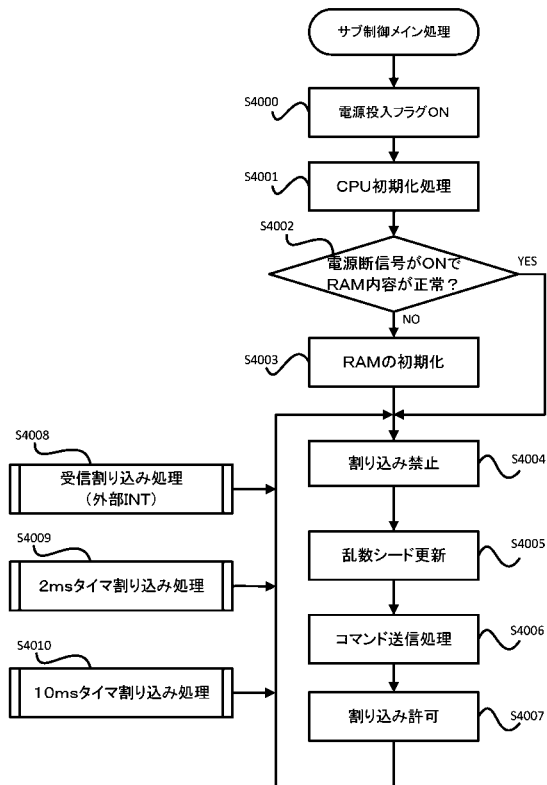 サブ制御メイン処理
S4000
電源投入フラグON
S4001
CPU初期化処理
S4002
電源断信号がONで
RAM内容が正常？
YES
NO
S4003
RAMの初期化
S4008
受信割り込み処理
（外部INT）
割り込み禁止
S4004
S4009
2msタイマ割り込み処理
乱数シード更新
S4005
コマンド送信処理
S4006
S4010
10msタイマ割り込み処理
割り込み許可
S4007